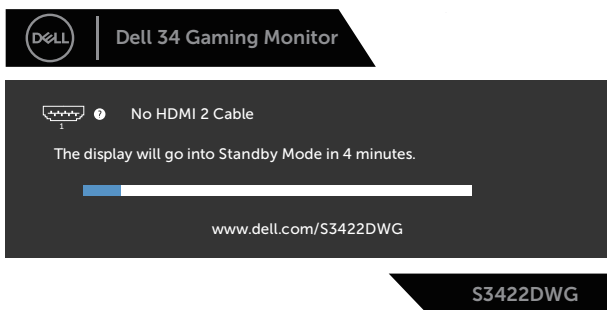 DELL
Dell 34 Gaming Monitor
? No HDMI 2 Cable
1
The display will go into Standby Mode in 4 minutes.
www.dell.com/S3422DWG
S3422DWG